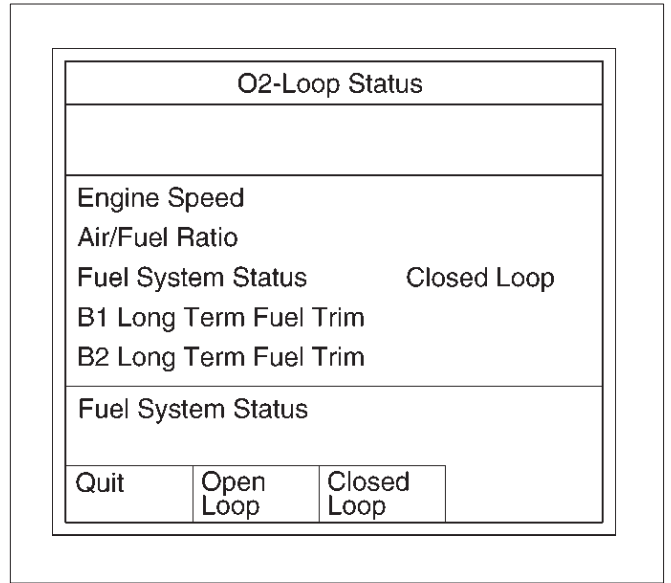 O2-Loop Status
Engine Speed
Air/Fuel Ratio
Fuel System Status Closed Loop
B1 Long Term Fuel Trim
B2 Long Term Fuel Trim
Fuel System Status
Quit Open Loop Closed Loop